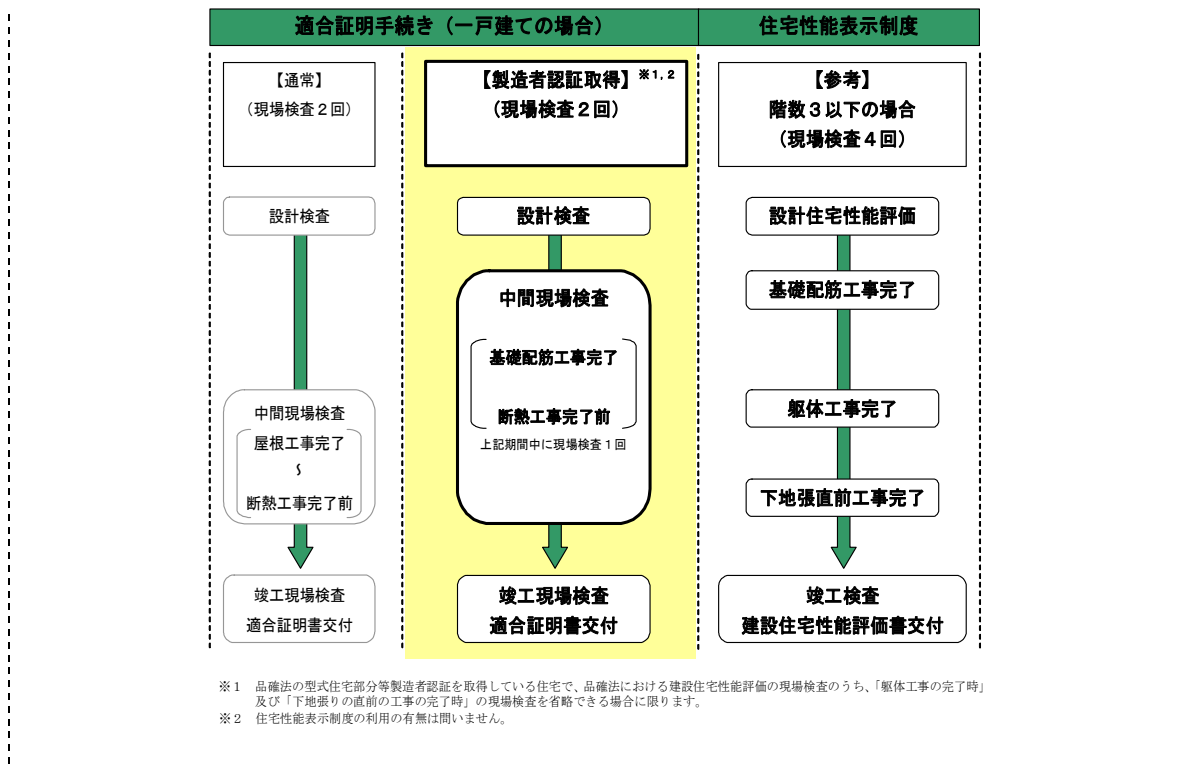 適合証明手続き（一戸建ての場合）
住宅性能表示制度
【通常】
（現場検査２回）
設計検査
中間現場検査
屋根工事完了
～
断熱工事完了前
竣工現場検査
適合証明書交付
【製造者認証取得】※1, 2
（現場検査２回）
設計検査
中間現場検査
基礎配筋工事完了
断熱工事完了前
上記期間中に現場検査１回
竣工現場検査
適合証明書交付
【参考】
階数３以下の場合
（現場検査４回）
設計住宅性能評価
基礎配筋工事完了
躯体工事完了
下地張直前工事完了
竣工検査
建設住宅性能評価書交付
※１　品確法の型式住宅部分等製造者認証を取得している住宅で、品確法における建設住宅性能評価の現場検査のうち、「躯体工事の完了時」
及び「下地張りの直前の工事の完了時」の現場検査を省略できる場合に限ります。
※２　住宅性能表示制度の利用の有無は問いません。